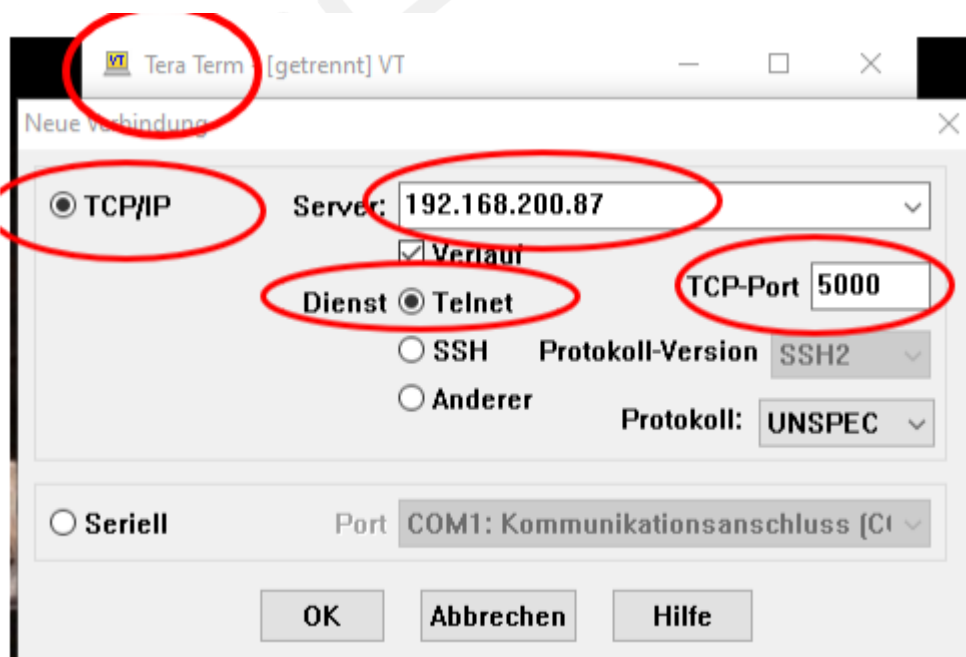 VT Tera Term - [getrennt] VT
Neue Verbindung
TCP/IP Server: 192.168.200.87
Verlauf
TCP-Port 5000
Dienst Telnet
SSH Protokoll-Version SSH2
Anderer
Protokoll: UNSPEC
Seriell Port COM1: Kommunikationsanschluss (C
OK Abbrechen Hilfe